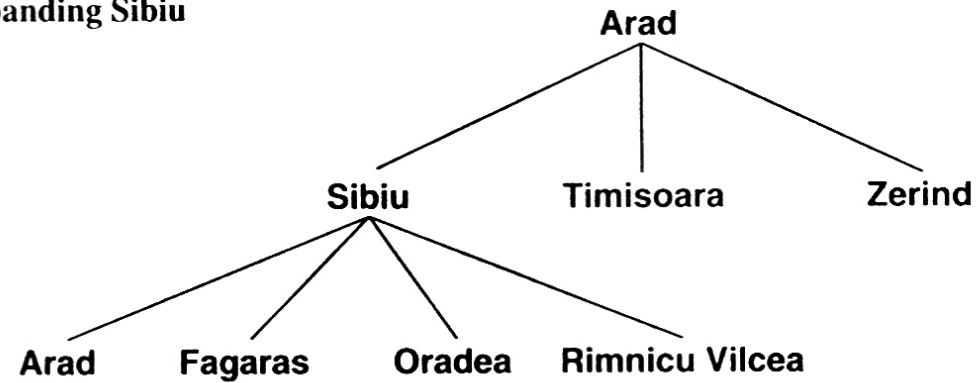 anding Sibiu
Arad
Sibiu Timisoara Zerind
Arad Fagaras Oradea Rimnicu Vilcea